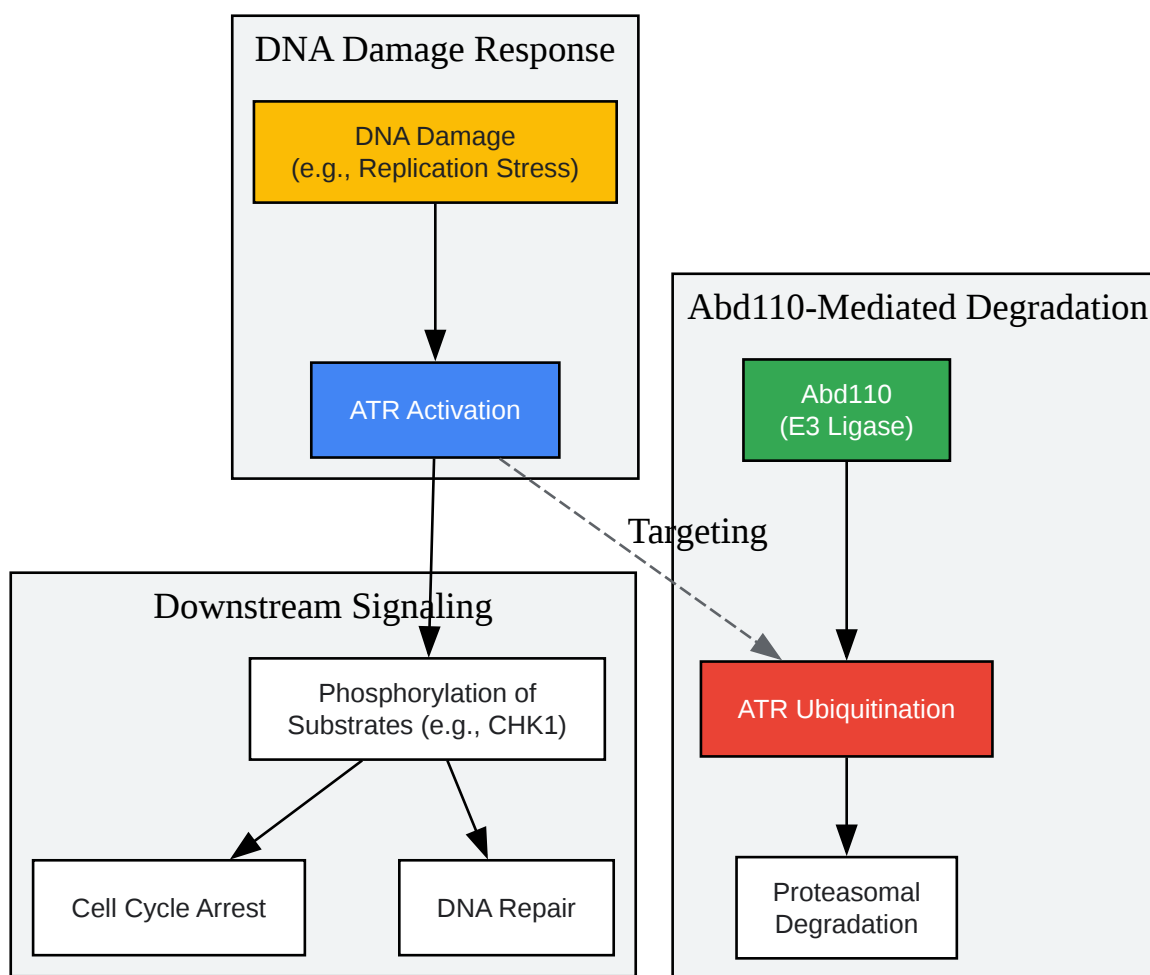 DNA Damage Response
DNA Damage
(e.g., Replication Stress)
ATR Activation
Abd110-Mediated Degradation
Abd110
(E3 Ligase)
Targeting
Downstream Signaling
Phosphorylation of
Substrates (e.g., CHK1)
ATR Ubiquitination
Cell Cycle Arrest
DNA Repair
Proteasomal
Degradation